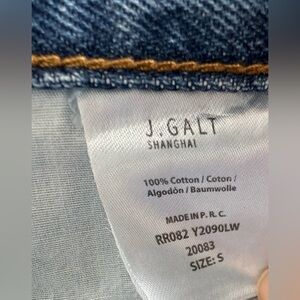 J.GALT
SHANGHAI
100% Cotton / Coton /
Algodón / Baumwolle
MADE IN P. R. C.
RR082 Y2090LW
20083
SIZE: S